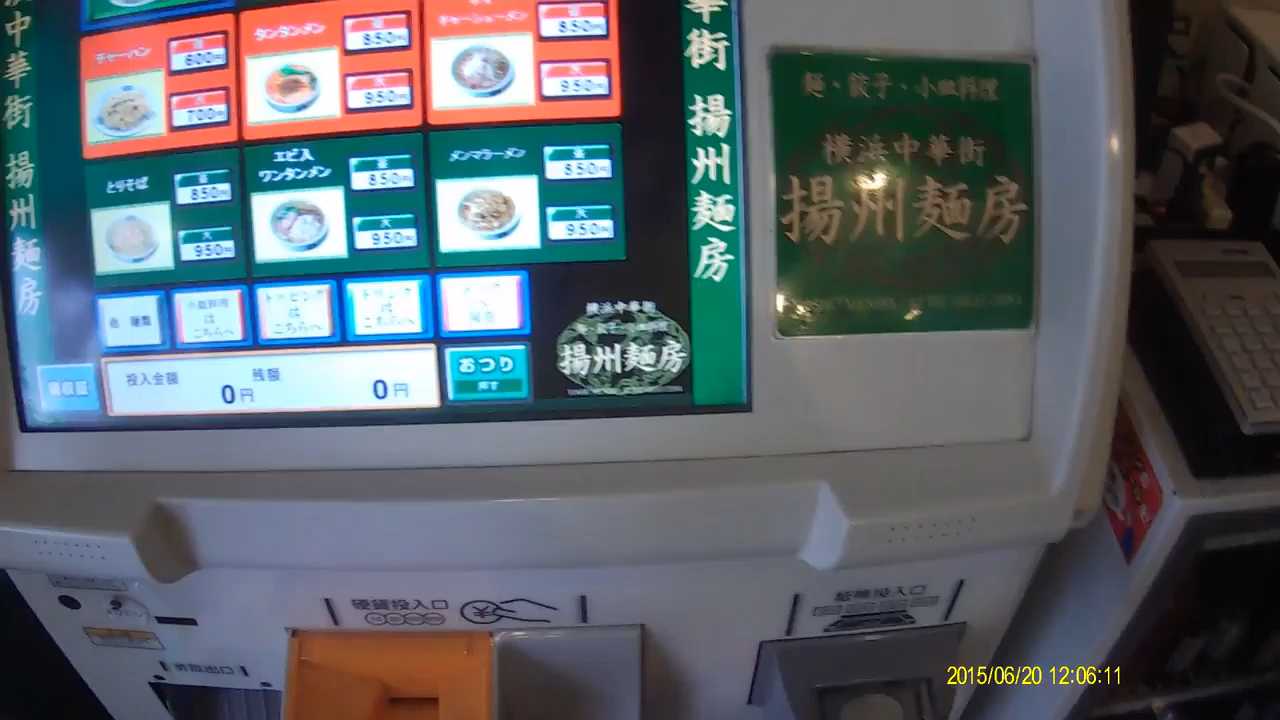 中華街 揚州麺房
チャーハン
600円
大
700円
タンタンメン
850円
大
950円
チャーシューメン
850円
大
950円
とりそば
850円
大
950円
エビ入
ワンタンメン
850円
大
950円
メンマラーメン
850円
大
950円
小皿料理
は
こちらへ
トッピング
は
こちらへ
ドリンク
は
こちらへ
投入金額
0円
残額
0円
おつり
押す
横浜中華街
揚州麺房
華街 揚州麺房
麺・餃子・小皿料理
横浜中華街
揚州麺房
硬貨投入口
紙幣投入口
2015/06/20 12:06:11